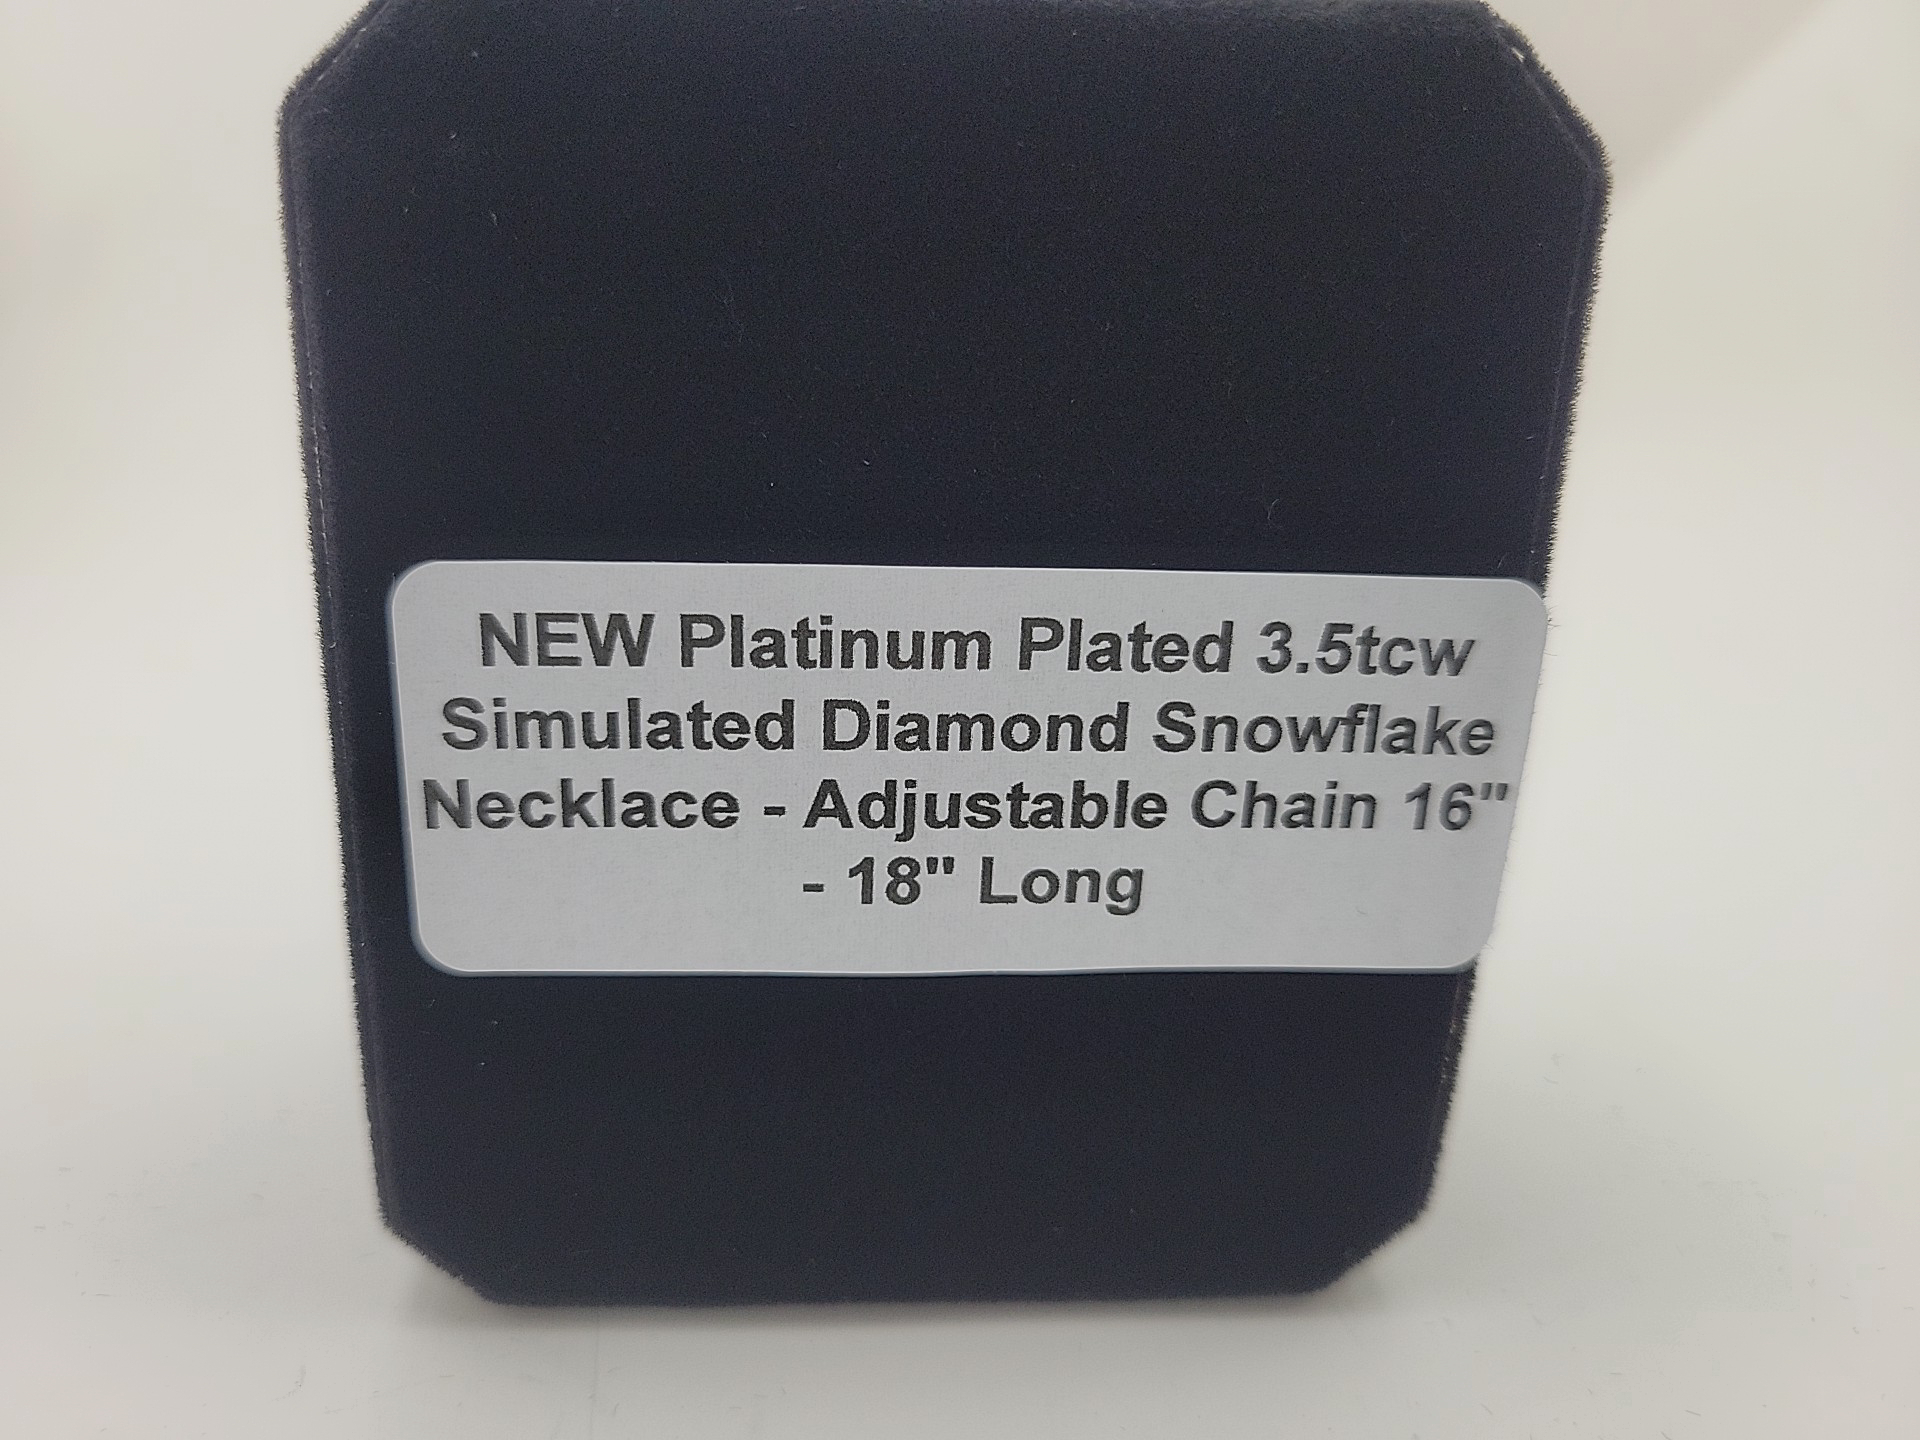 NEW Platinum Plated 3.5tcw
Simulated Diamond Snowflake
Necklace - Adjustable Chain 16"
- 18" Long